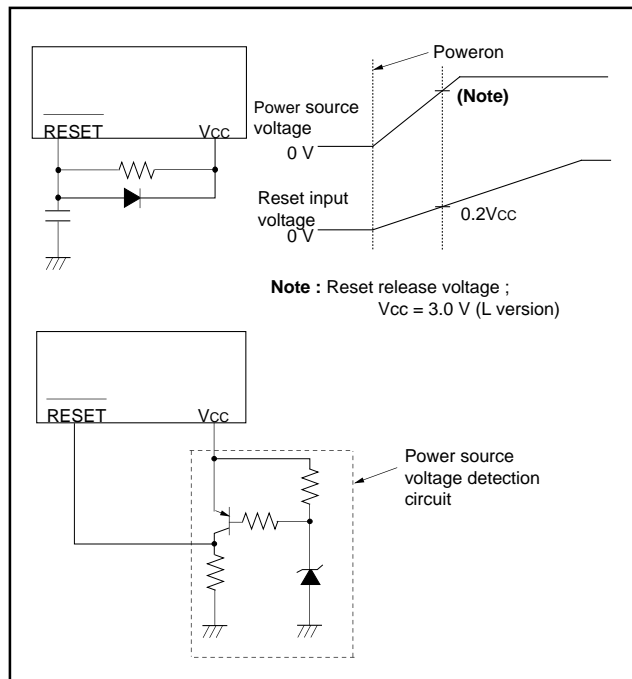 Poweron
(Note)
Power source
voltage
0 V
RESET
VCC
Reset input
voltage
0 V
0.2VCC
Note : Reset release voltage ;
Vcc = 3.0 V (L version)
RESET
VCC
Power source
voltage detection
circuit